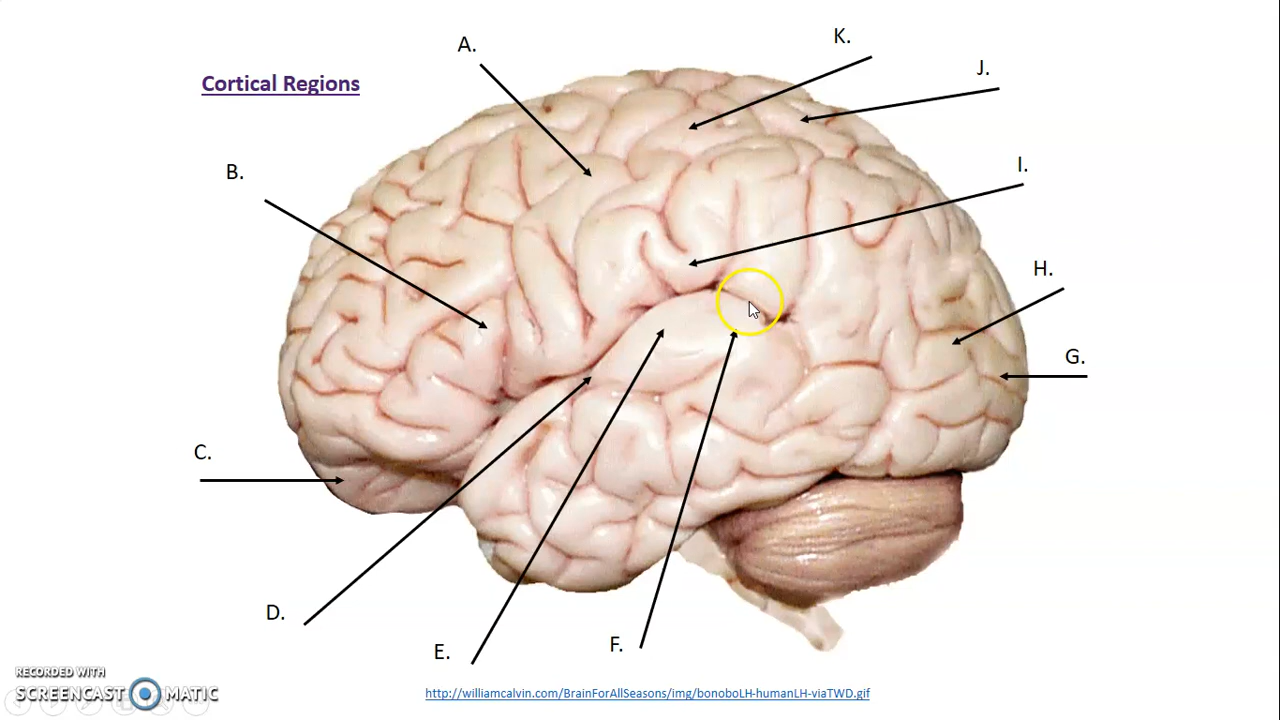 A.
K.
J.
Cortical Regions
B.
I.
H.
G.
C.
D.
E.
F.
RECORDED WITH
SCREENCAST MATIC
http://williamcalvin.com/BrainForAllSeasons/img/bonoboLH-humanLH-viaTWD.gif